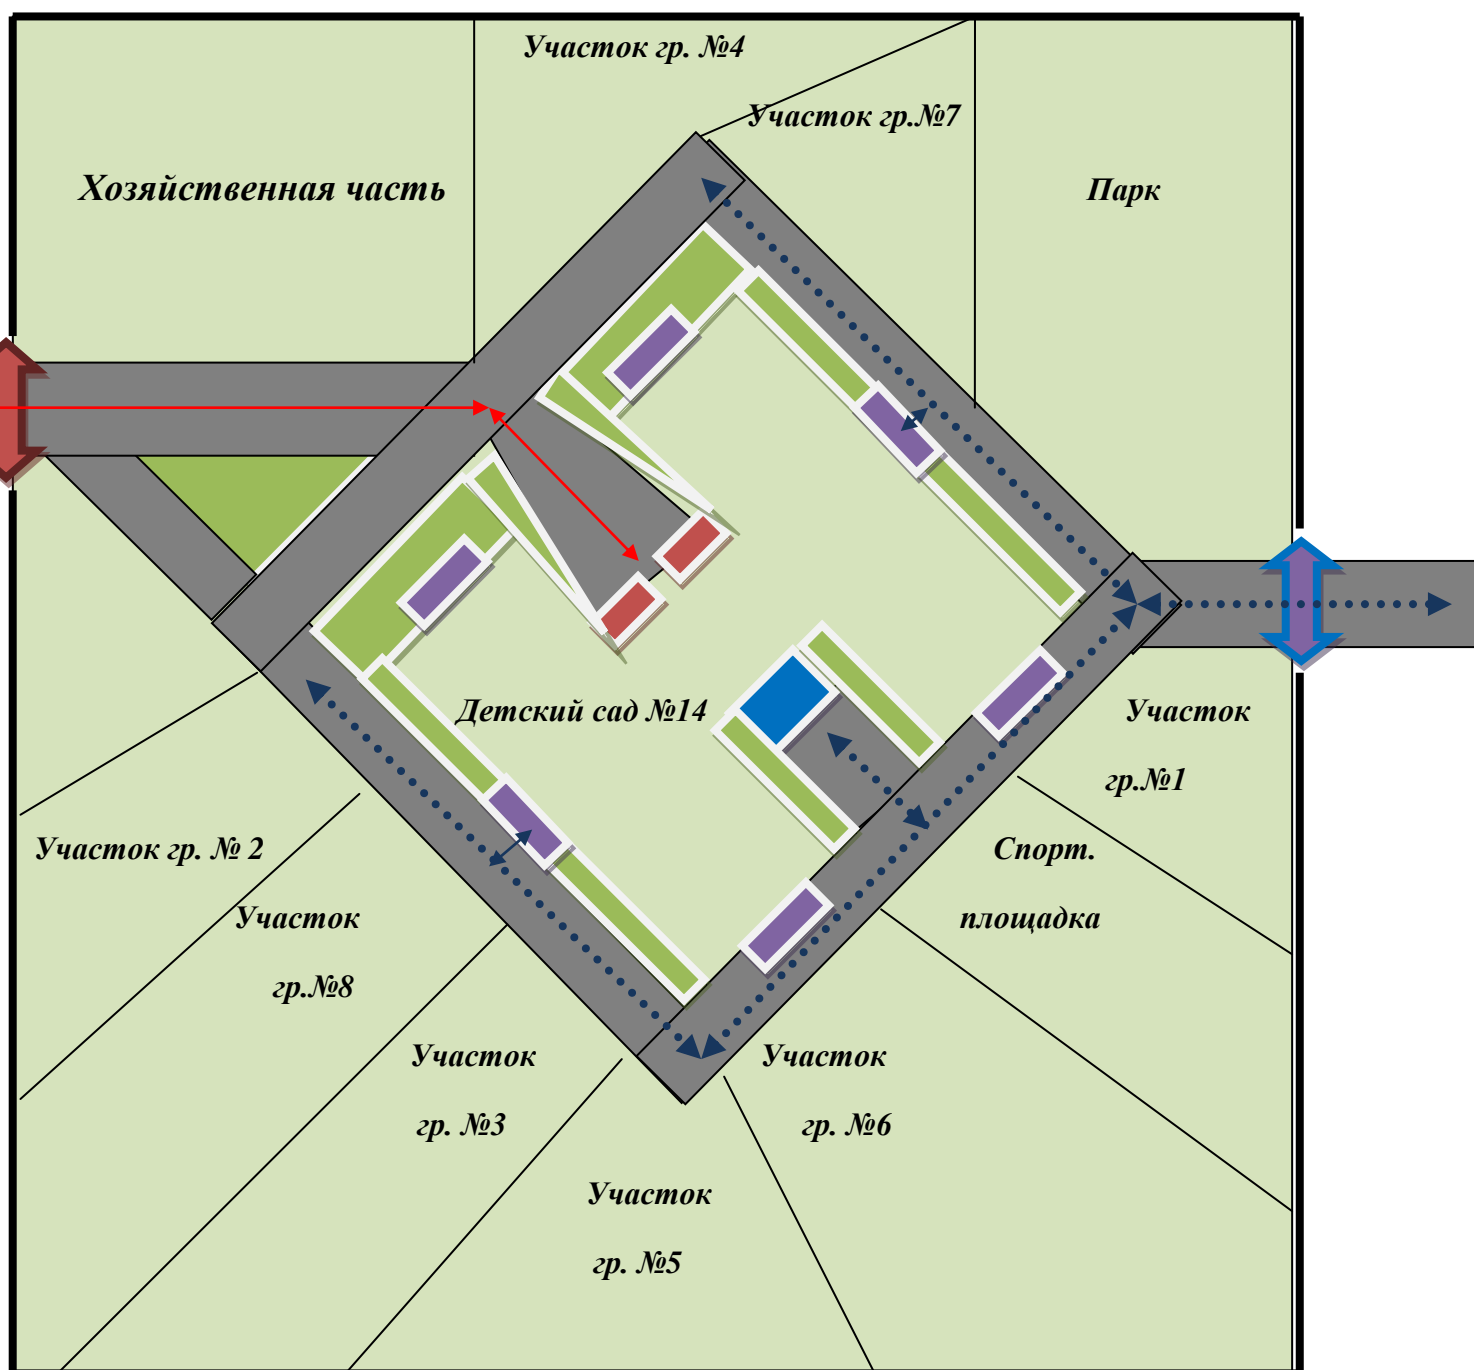 Участок гр. №4
Участок гр.№7
Хозяйственная часть
Парк
Детский сад №14
Участок
гр.№1
Участок гр. № 2
Спорт.
площадка
Участок
гр.№8
Участок
гр. №3
Участок
гр. №6
Участок
гр. №5